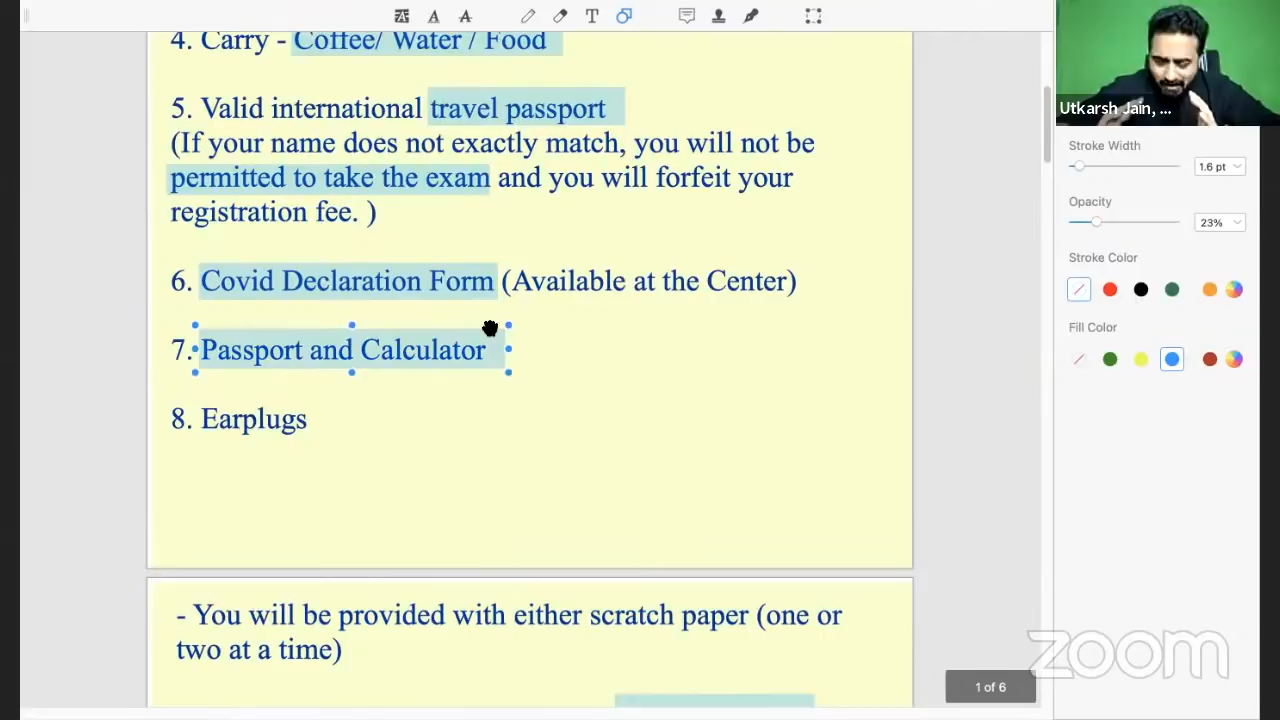 4. Carry - Coffee/ Water / Food
5. Valid international travel passport
(If your name does not exactly match, you will not be
permitted to take the exam and you will forfeit your
registration fee. )
6. Covid Declaration Form (Available at the Center)
7. Passport and Calculator
8. Earplugs
- You will be provided with either scratch paper (one or
two at a time)
1 of 6
zoom
Utkarsh Jain, ...
Stroke Width
1.6 pt
Opacity
23%
Stroke Color
Fill Color